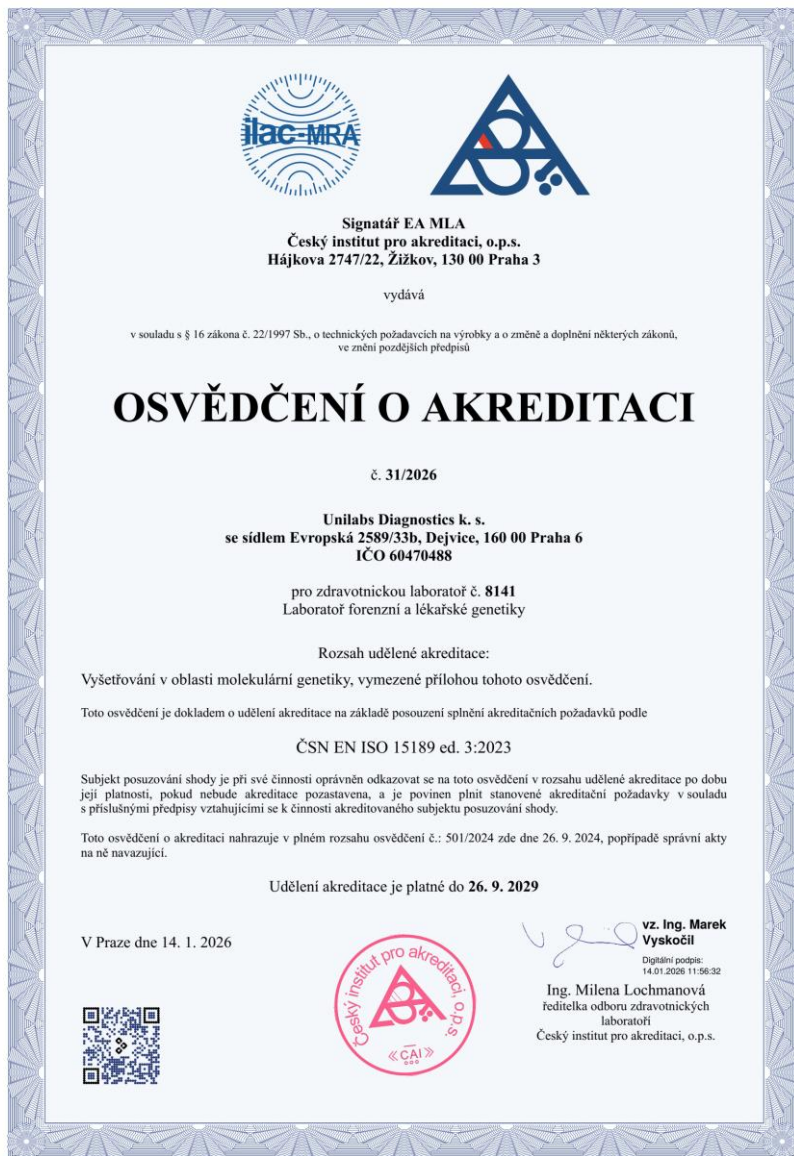 ilac-MRA
Signatář EA MLA
Český institut pro akreditaci, o.p.s.
Hájkova 2747/22, Žižkov, 130 00 Praha 3
vydává
v souladu s § 16 zákona č. 22/1997 Sb., o technických požadavcích na výrobky a o změně a doplnění některých zákonů,
ve znění pozdějších předpisů
OSVĚDČENÍ O AKREDITACI
č. 31/2026
Unilabs Diagnostics k. s.
se sídlem Evropská 2589/33b, Dejvice, 160 00 Praha 6
IČO 60470488
pro zdravotnickou laboratoř č. 8141
Laboratoř forenzní a lékařské genetiky
Rozsah udělené akreditace:
Vyšetřování v oblasti molekulární genetiky, vymezené přílohou tohoto osvědčení.
Toto osvědčení je dokladem o udělení akreditace na základě posouzení splnění akreditačních požadavků podle
ČSN EN ISO 15189 ed. 3:2023
Subjekt posuzování shody je při své činnosti oprávněn odkazovat se na toto osvědčení v rozsahu udělené akreditace po dobu
její platnosti, pokud nebude akreditace pozastavena, a je povinen plnit stanovené akreditační požadavky v souladu
s příslušnými předpisy vztahujícími se k činnosti akreditovaného subjektu posuzování shody.
Toto osvědčení o akreditaci nahrazuje v plném rozsahu osvědčení č.: 501/2024 zde dne 26. 9. 2024, popřípadě správní akty
na ně navazující.
Udělení akreditace je platné do 26. 9. 2029
V Praze dne 14. 1. 2026
Český institut pro akreditaci, o.p.s.
«ČAI»
vz. Ing. Marek
Vyskočil
Digitální podpis:
14.01.2026 11:56:32
Ing. Milena Lochmanová
ředitelka odboru zdravotnických
laboratoří
Český institut pro akreditaci, o.p.s.